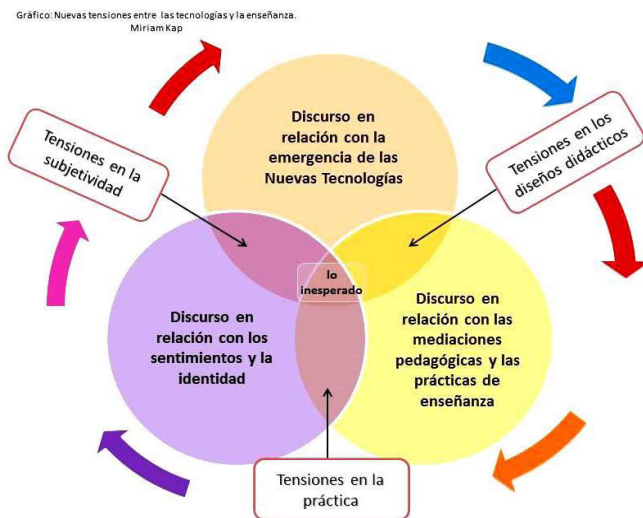 Gráfico: Nuevas tensiones entre las tecnologías y la enseñanza.
Miriam Kap
Discurso en
relación con la
emergencia de las
Nuevas Tecnologías
Tensiones en la
subjetividad
Tensiones en los
diseños didácticos
lo
inesperado
Discurso en
relación con los
sentimientos y la
identidad
Discurso en
relación con las
mediaciones
pedagógicas y las
prácticas de
enseñanza
Tensiones en la
práctica